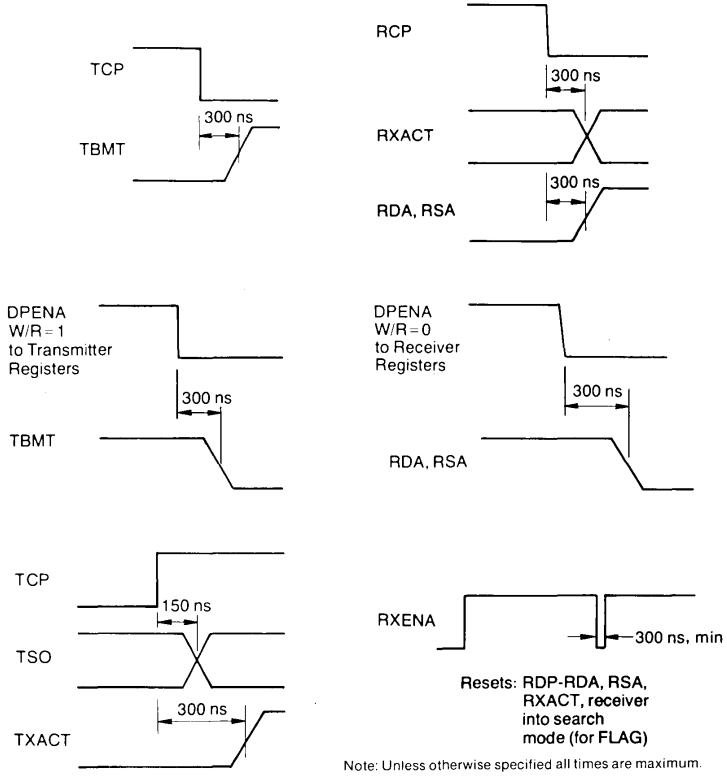 TCP
300 ns
TBMT
RCP
300 ns
RXACT
300 ns
RDA, RSA
DPENA
W/R = 1
to Transmitter
Registers
300 ns
TBMT
DPENA
W/R = 0
to Receiver
Registers
300 ns
RDA, RSA
TCP
150 ns
TSO
300 ns
TXACT
RXENA
300 ns, min
Resets: RDP-RDA, RSA,
RXACT, receiver
into search
mode (for FLAG)
Note: Unless otherwise specified all times are maximum.